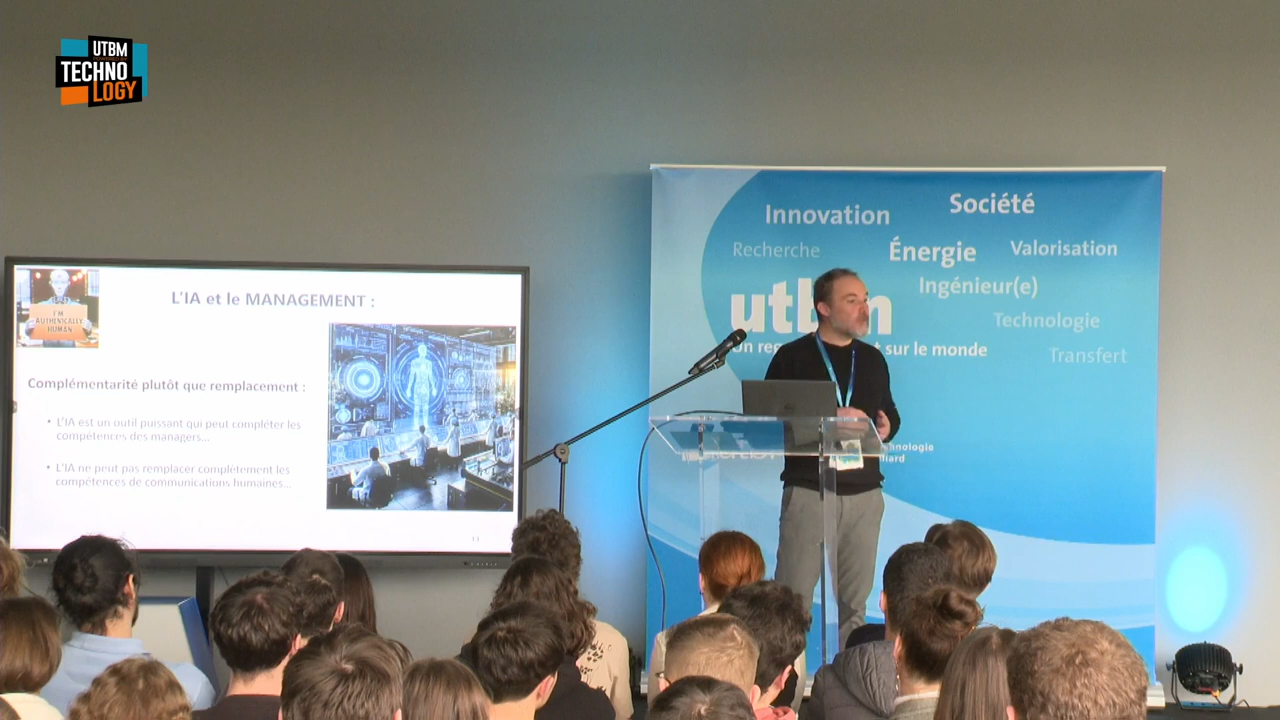 UTBM
TECHNO
LOGY
I'M
AUTHENICALLY
HUMAN
L'IA et le MANAGEMENT :
Complémentarité plutôt que remplacement :
• L'IA est un outil puissant qui peut compléter les
compétences des managers...
• L'IA ne peut pas remplacer complètement les
compétences de communications humaines...
Société
Innovation
Recherche
Énergie
Valorisation
Ingénieur(e)
utbm
Technologie
sur le monde
Transfert